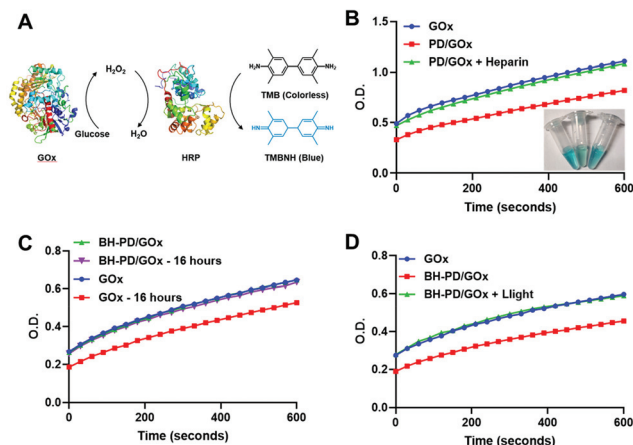 A
H₂O₂
Glucose
GOx
H₂O
HRP
H₂N
NH₂
TMB (Colorless)
HN
NH
TMBNH (Blue)
B
GOx
PD/GOx
PD/GOx + Heparin
O.D.
1.5
1.0
0.5
0.0
0
200
400
600
Time (seconds)
C
BH-PD/GOx
BH-PD/GOx - 16 hours
GOx
GOx - 16 hours
O.D.
0.8
0.6
0.4
0.2
0.0
0
200
400
600
Time (seconds)
D
GOx
BH-PD/GOx
BH-PD/GOx + Llight
O.D.
0.8
0.6
0.4
0.2
0.0
0
200
400
600
Time (seconds)